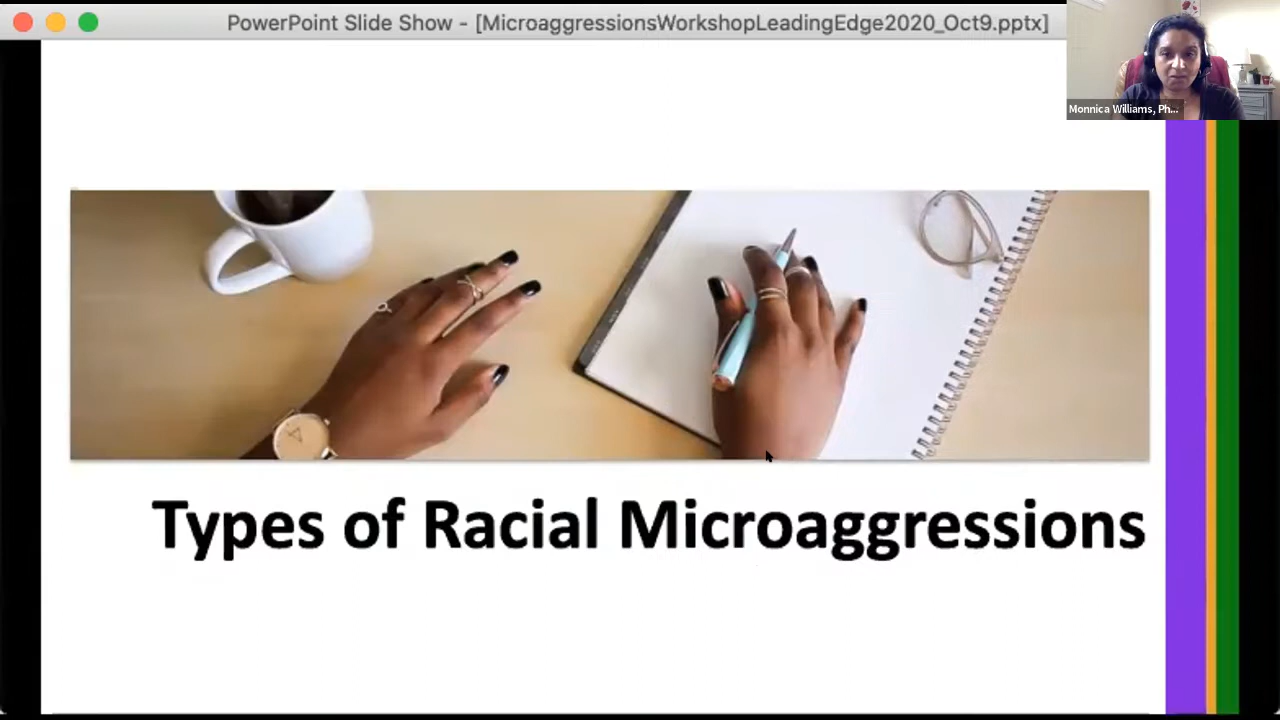 PowerPoint Slide Show - [MicroaggressionsWorkshopLeadingEdge2020_Oct9.pptx]
Monnica Williams, Ph...
Types of Racial Microaggressions